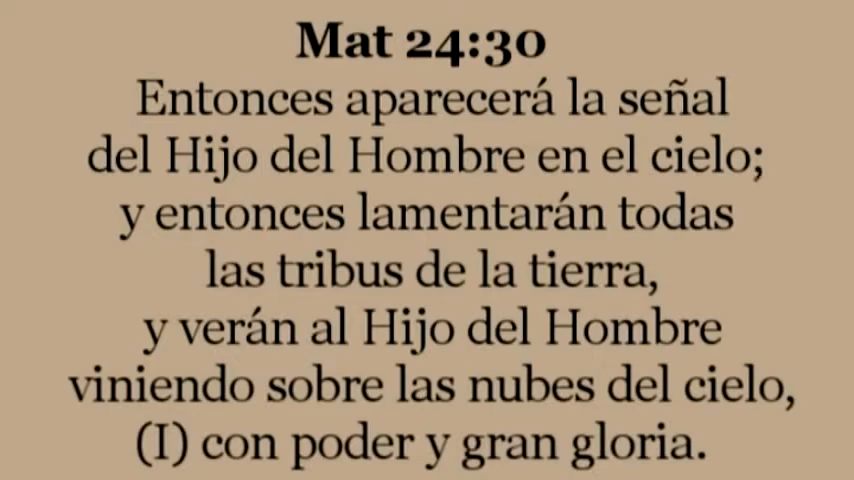 Mat 24:30
Entonces aparecerá la señal
del Hijo del Hombre en el cielo;
y entonces lamentarán todas
las tribus de la tierra,
y verán al Hijo del Hombre
viniendo sobre las nubes del cielo,
(I) con poder y gran gloria.